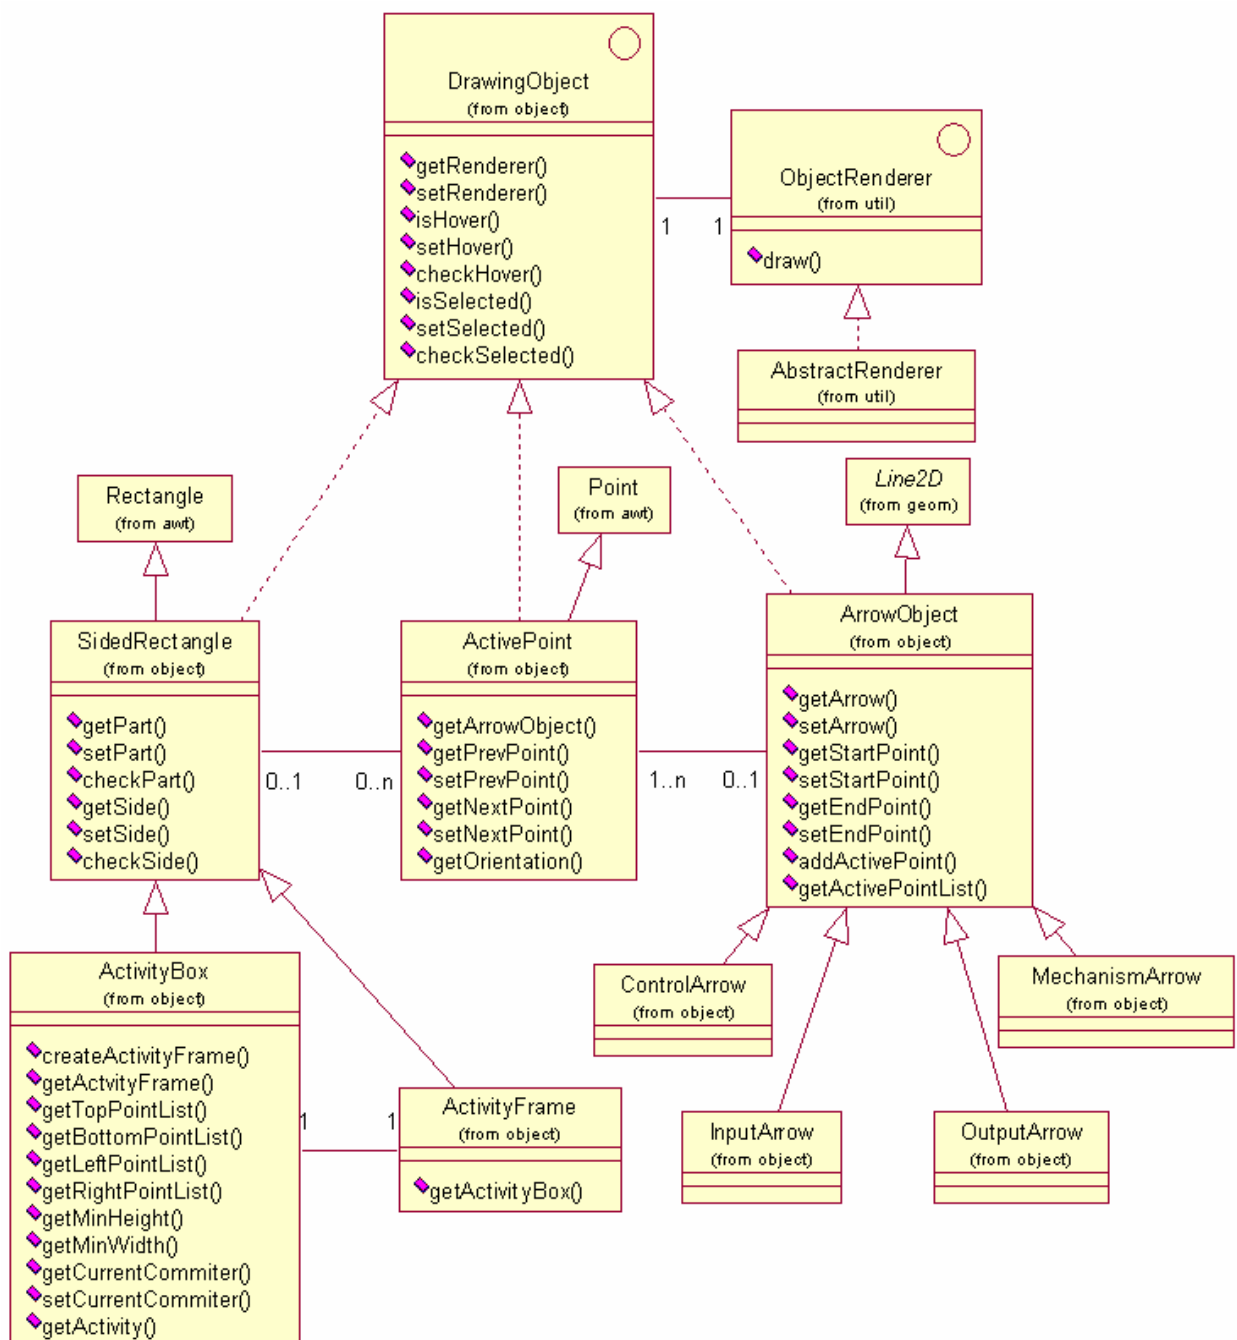 DrawingObject
(from object)
getRenderer()
setRenderer()
isHover()
setHover()
checkHover()
isSelected()
setSelected()
checkSelected()
ObjectRenderer
(from util)
draw()
1
1
AbstractRenderer
(from util)
Rectangle
(from awt)
Point
(from awt)
Line2D
(from geom)
SidedRectangle
(from object)
getPart()
setPart()
checkPart()
getSide()
setSide()
checkSide()
0..1
0..n
ActivePoint
(from object)
getArrowObject()
getPrevPoint()
setPrevPoint()
getNextPoint()
setNextPoint()
getOrientation()
1..n
0..1
ArrowObject
(from object)
getArrow()
setArrow()
getStartPoint()
setStartPoint()
getEndPoint()
setEndPoint()
addActivePoint()
getActivePointList()
ActivityBox
(from object)
createActivityFrame()
getActvityFrame()
getTopPointList()
getBottomPointList()
getLeftPointList()
getRightPointList()
getMinHeight()
getMinWidth()
getCurrentCommiter()
setCurrentCommiter()
getActivity()
1
1
ActivityFrame
(from object)
getActivityBox()
ControlArrow
(from object)
MechanismArrow
(from object)
InputArrow
(from object)
OutputArrow
(from object)